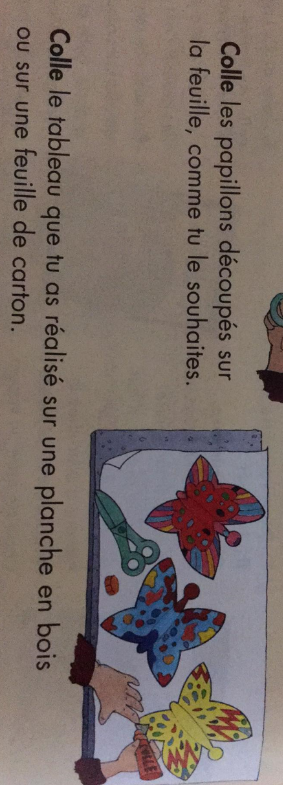 Colle les papillons découpés sur
la feuille, comme tu le souhaites.
COLLE
Colle le tableau que tu as réalisé sur une planche en bois
ou sur une feuille de carton.